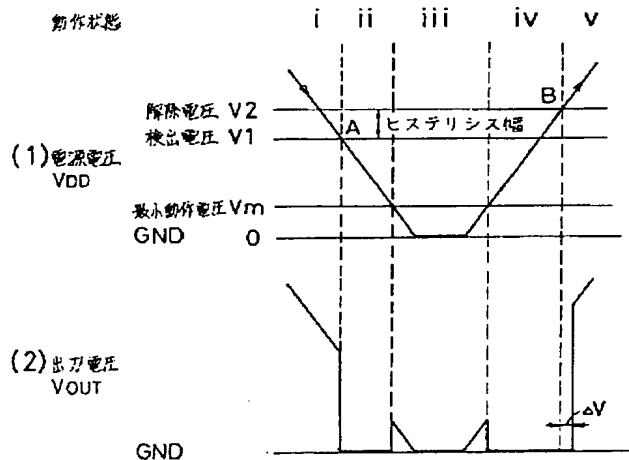 動作状態 i ii iii iv v
解除電圧 V2
検出電圧 V1
A
B
ヒステリシス幅
(1) 電源電圧
VDD
最小動作電圧 Vm
GND 0
(2) 出力電圧
VOUT
ΔV
GND